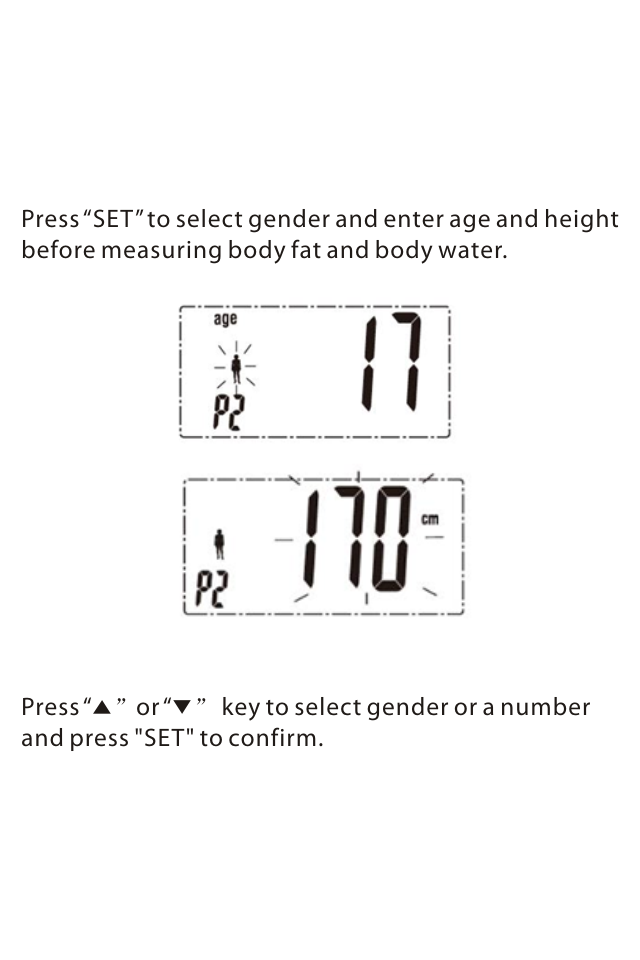 Press “SET” to select gender and enter age and height
before measuring body fat and body water.
age
17
P2
170
cm
P2
Press “▲” or “▼” key to select gender or a number
and press "SET" to confirm.